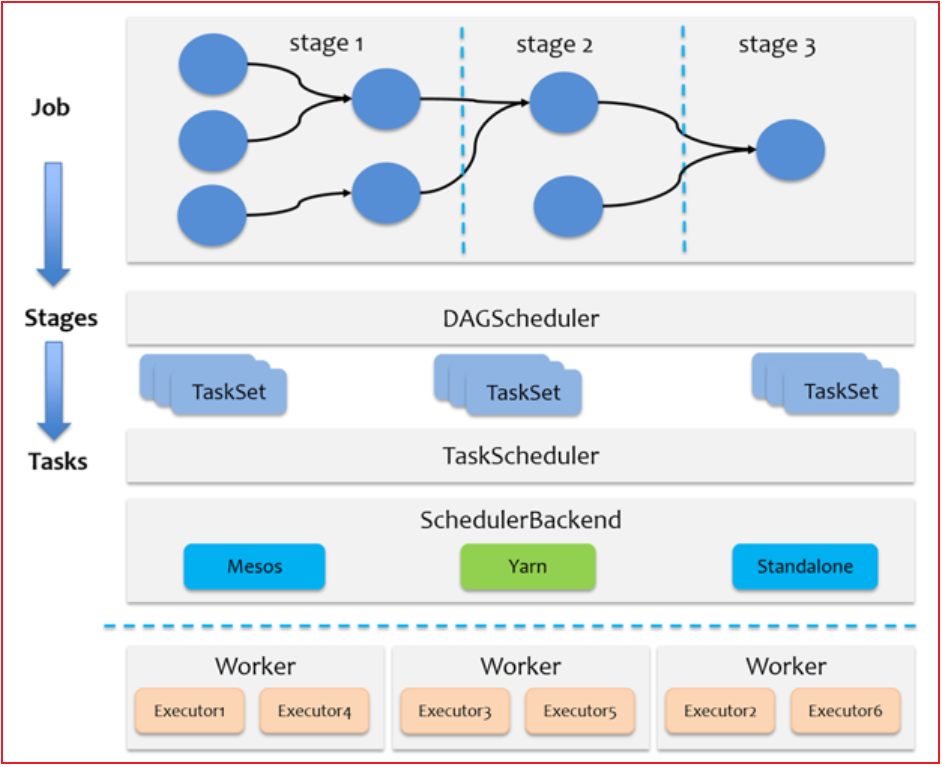 stage 1
stage 2
stage 3
Job
Stages
DAGScheduler
TaskSet
TaskSet
TaskSet
Tasks
TaskScheduler
SchedulerBackend
Mesos
Yarn
Standalone
Worker
Worker
Worker
Executor1
Executor4
Executor3
Executor5
Executor2
Executor6